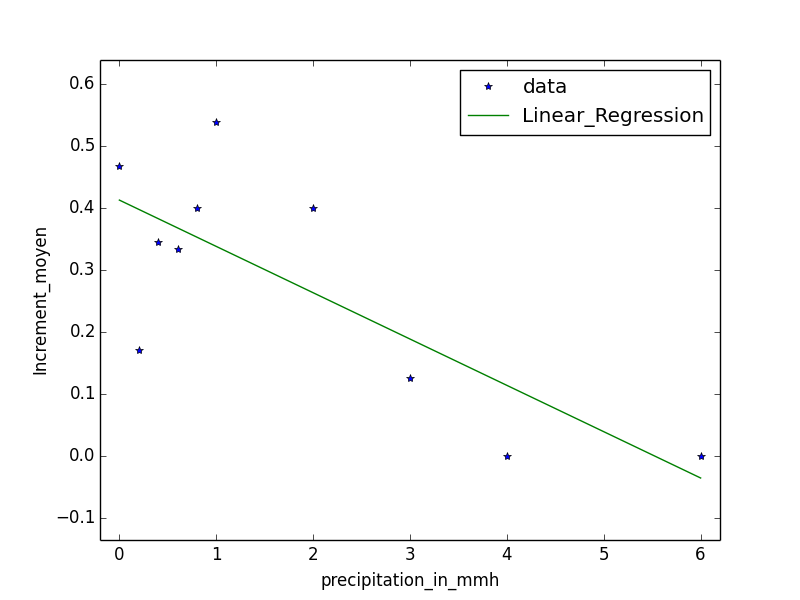 data
Linear_Regression
Increment_moyen
0.6
0.5
0.4
0.3
0.2
0.1
0.0
−0.1
0 1 2 3 4 5 6
precipitation_in_mmh